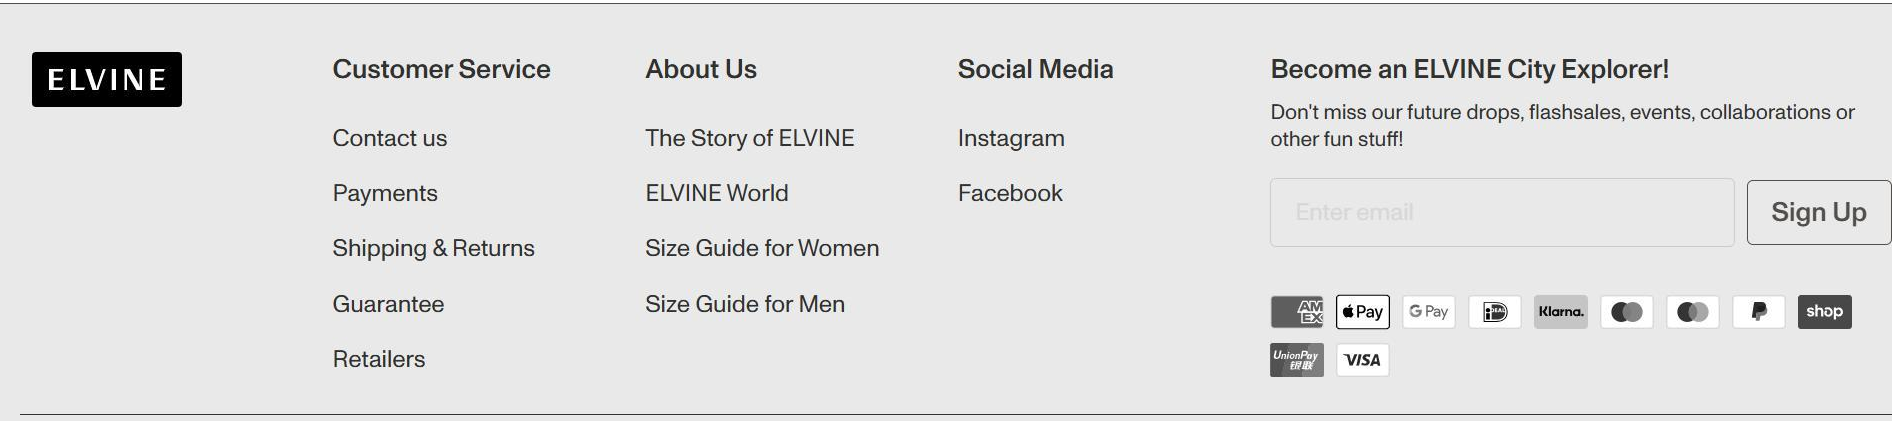 ELVINE
Customer Service
Contact us
Payments
Shipping & Returns
Guarantee
Retailers
About Us
The Story of ELVINE
ELVINE World
Size Guide for Women
Size Guide for Men
Social Media
Instagram
Facebook
Become an ELVINE City Explorer!
Don't miss our future drops, flashsales, events, collaborations or
other fun stuff!
Enter email
Sign Up
AM
EX
Pay
G Pay
iDEAL
Klarna.
shop
UnionPay
银联
VISA